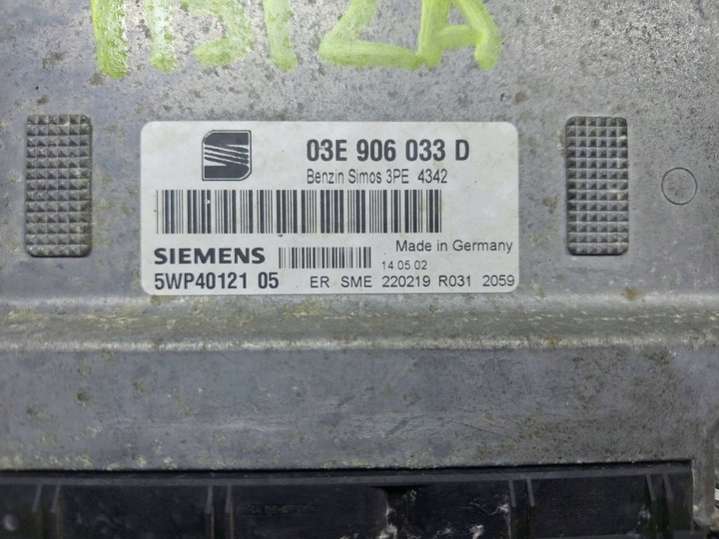 IBIZA
03E 906 033 D
Benzin Simos 3PE 4342
Made in Germany
SIEMENS
14 05 02
5WP40121 05 ER SME 220219 R031 2059